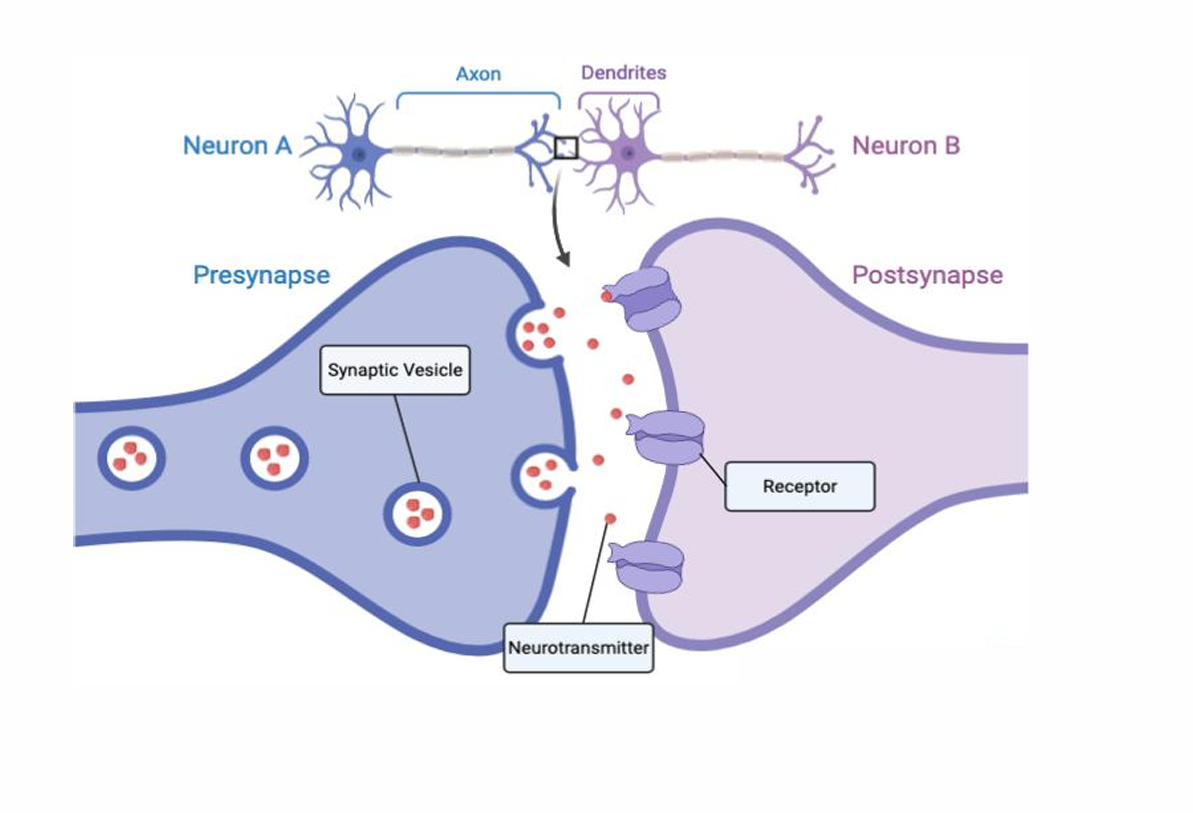 Axon
Dendrites
Neuron A
Neuron B
Presynapse
Postsynapse
Synaptic Vesicle
Receptor
Neurotransmitter